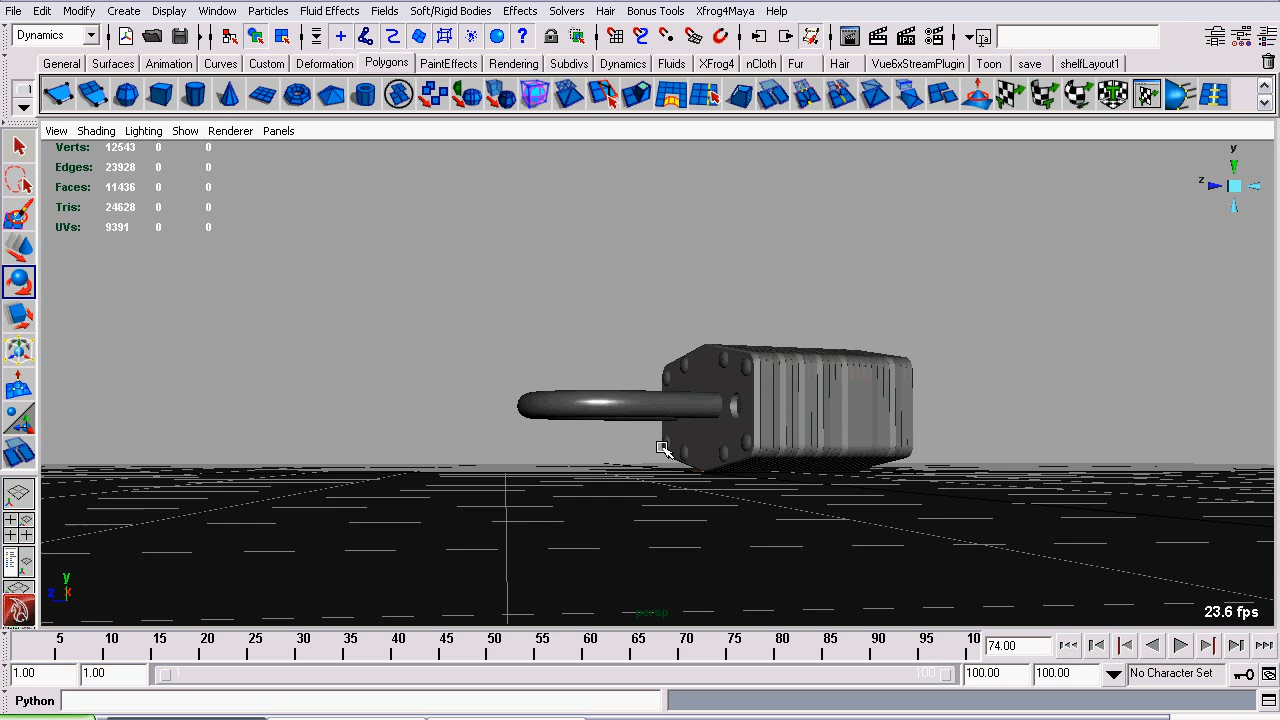 File Edit Modify Create Display Window Particles Fluid Effects Fields Soft/Rigid Bodies Effects Solvers Hair Bonus Tools Xfrog4Maya Help
Dynamics
General Surfaces Animation Curves Custom Deformation Polygons PaintEffects Rendering Subdivs Dynamics Fluids XFrog4 nCloth Fur Hair Vue6xStreamPlugin Toon save shelfLayout1
View Shading Lighting Show Renderer Panels
Verts: 12543 0 0
Edges: 23928 0 0
Faces: 11436 0 0
Tris: 24628 0 0
UVs: 9391 0 0
y
z
y
z x
persp
23.6 fps
5 10 15 20 25 30 35 40 45 50 55 60 65 70 75 80 85 90 95 10
74.00
1.00 1.00 1 100 100.00 100.00 No Character Set
Python